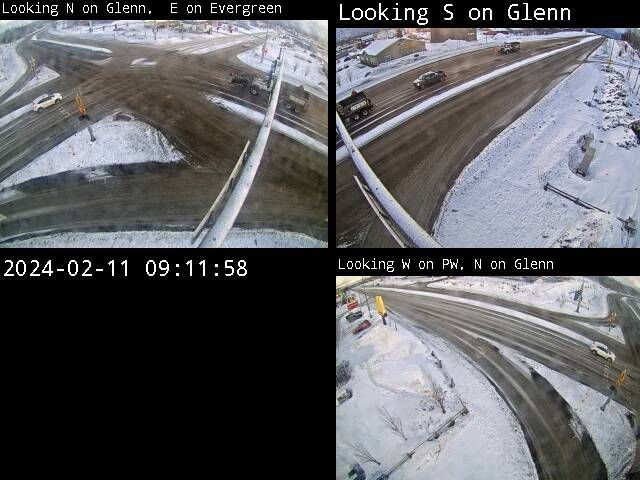 Looking N on Glenn,  E on Evergreen
Looking S on Glenn
2024-02-11 09:11:58
Looking W on PW, N on Glenn